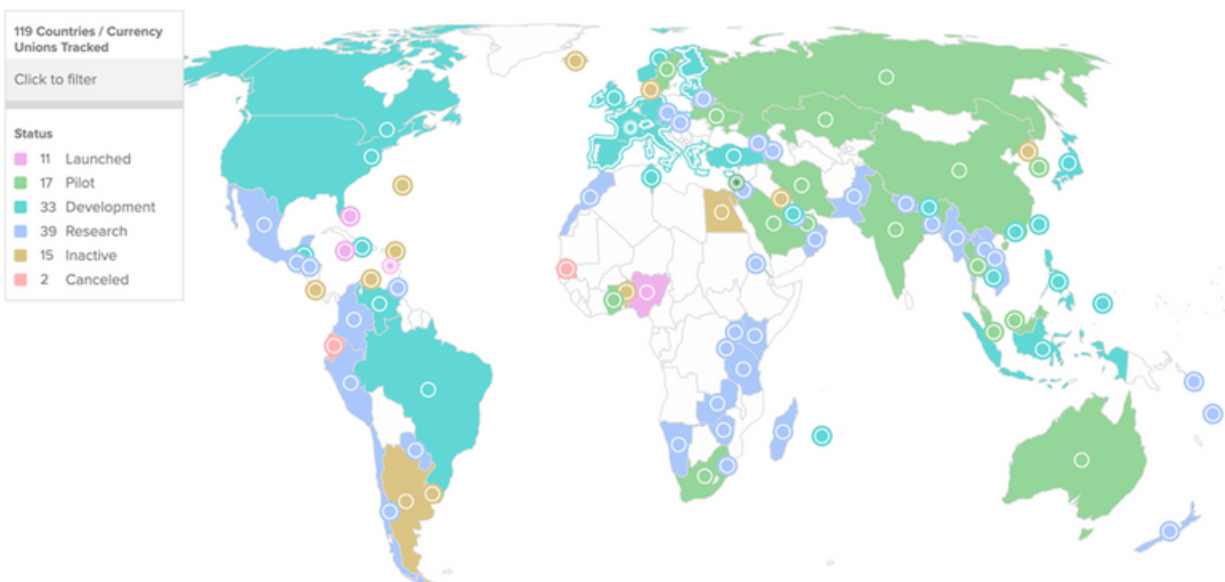 119 Countries / Currency
Unions Tracked
Click to filter
Status
11 Launched
17 Pilot
33 Development
39 Research
15 Inactive
2 Canceled